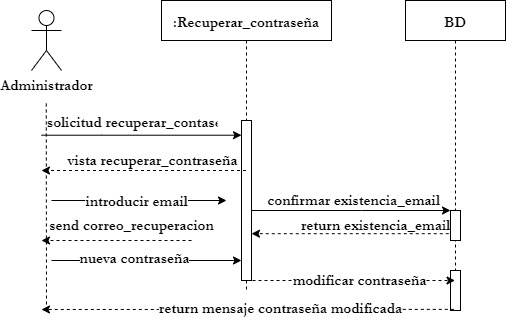 :Recuperar_contraseña
BD
Administrador
solicitud recuperar_contase
vista recuperar_contraseña
introducir email
confirmar existencia_email
send correo_recuperacion
return existencia_email
nueva contraseña
modificar contraseña
return mensaje contraseña modificada